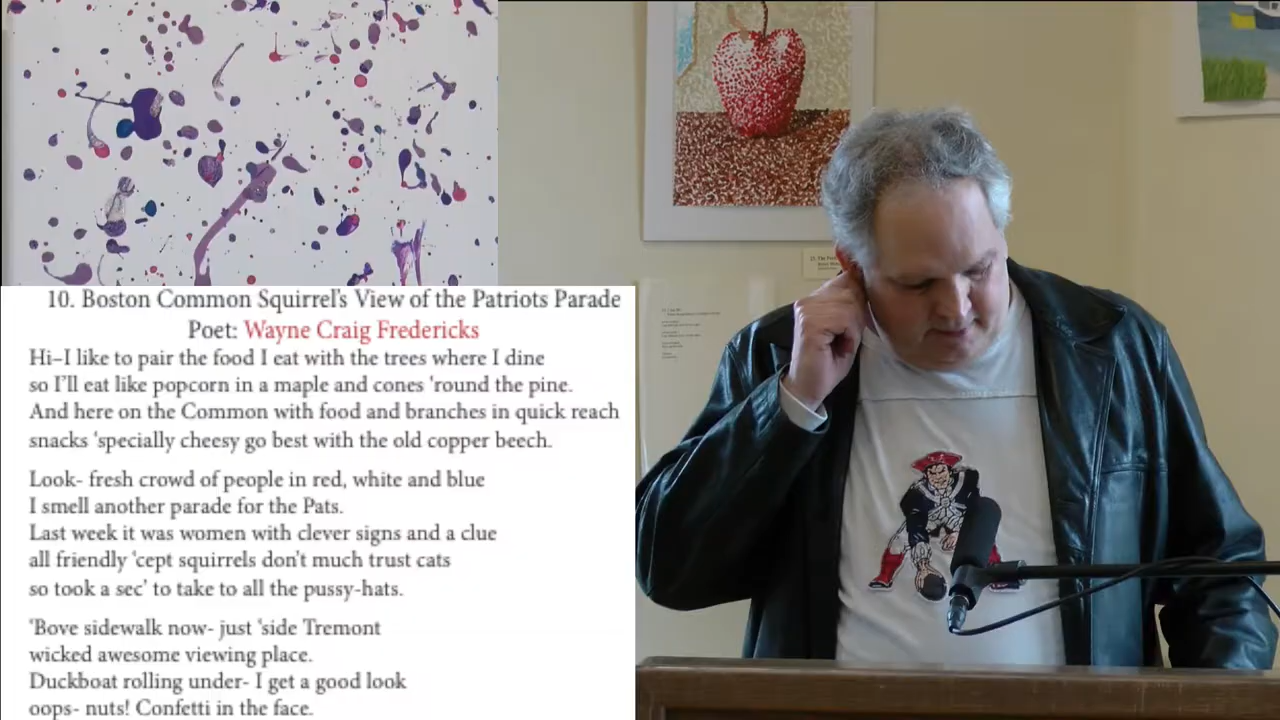 10. Boston Common Squirrel's View of the Patriots Parade
Poet: Wayne Craig Fredericks
Hi–I like to pair the food I eat with the trees where I dine
so I'll eat like popcorn in a maple and cones 'round the pine.
And here on the Common with food and branches in quick reach
snacks 'specially cheesy go best with the old copper beech.
Look- fresh crowd of people in red, white and blue
I smell another parade for the Pats.
Last week it was women with clever signs and a clue
all friendly 'cept squirrels don't much trust cats
so took a sec' to take to all the pussy-hats.
'Bove sidewalk now- just 'side Tremont
wicked awesome viewing place.
Duckboat rolling under- I get a good look
oops- nuts! Confetti in the face.